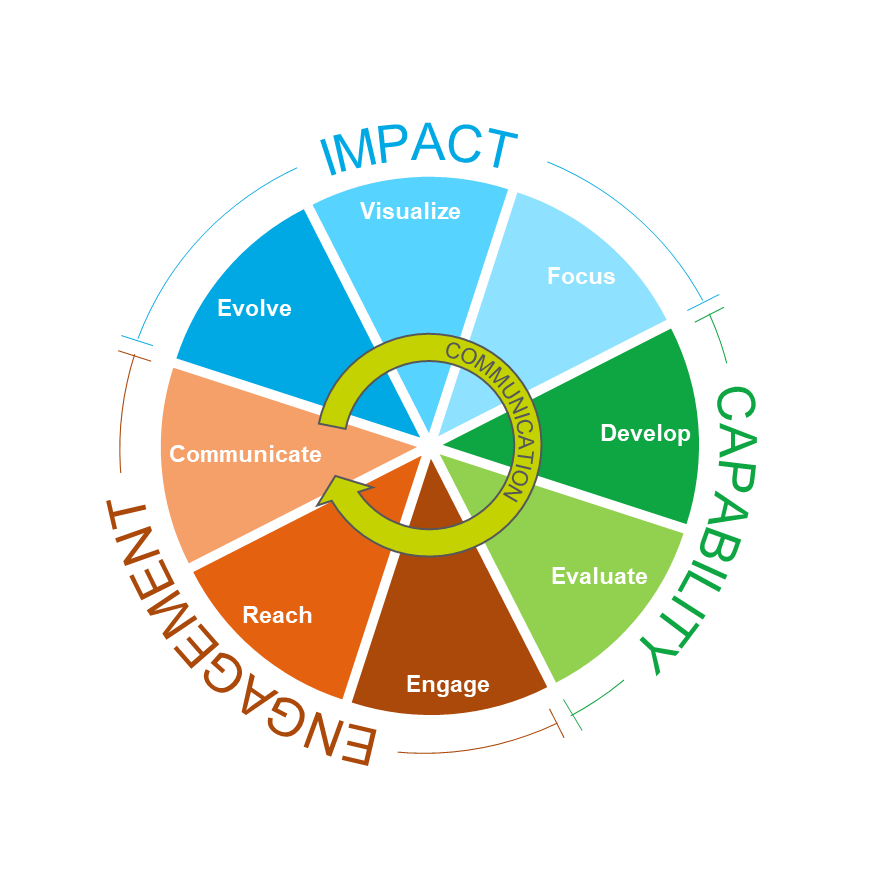 IMPACT
Visualize
Focus
Evolve
COMMUNICATION
CAPABILITY
Develop
Communicate
Evaluate
Reach
Engage
ENGAGEMENT